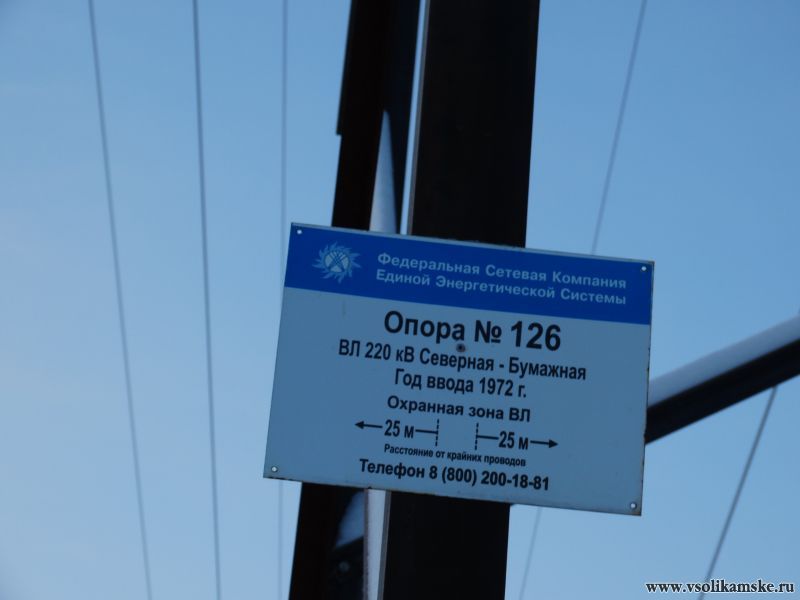 Федеральная Сетевая Компания
Единой Энергетической Системы
Опора № 126
ВЛ 220 кВ Северная - Бумажная
Год ввода 1972 г.
Охранная зона ВЛ
25 м 25 м
Расстояние от крайних проводов
Телефон 8 (800) 200-18-81
www.vsolikamske.ru